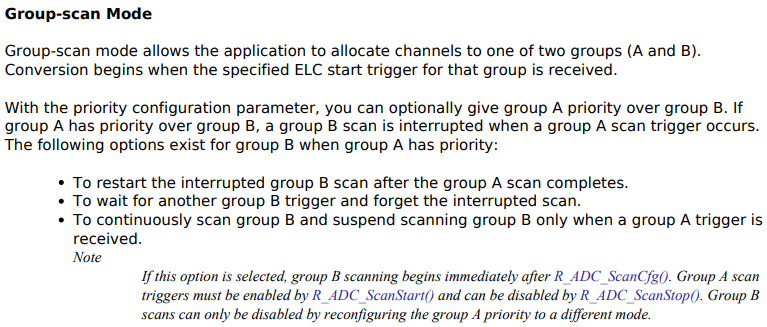 Group-scan Mode
Group-scan mode allows the application to allocate channels to one of two groups (A and B).
Conversion begins when the specified ELC start trigger for that group is received.
With the priority configuration parameter, you can optionally give group A priority over group B. If
group A has priority over group B, a group B scan is interrupted when a group A scan trigger occurs.
The following options exist for group B when group A has priority:
• To restart the interrupted group B scan after the group A scan completes.
• To wait for another group B trigger and forget the interrupted scan.
• To continuously scan group B and suspend scanning group B only when a group A trigger is
received.
Note
If this option is selected, group B scanning begins immediately after R_ADC_ScanCfg(). Group A scan
triggers must be enabled by R_ADC_ScanStart() and can be disabled by R_ADC_ScanStop(). Group B
scans can only be disabled by reconfiguring the group A priority to a different mode.